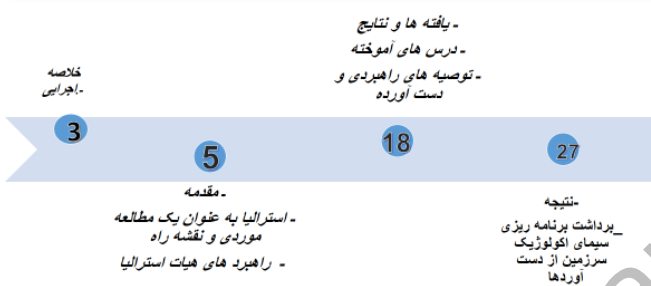 خلاصه
-اجرایی
3
- مقدمه
- استرالیا به عنوان یک مطالعه
موردی و نقشه راه
- راهبرد های هیات استرالیا
5
- یافته ها و نتایج
- درس های آموخته
- توصیه های راهبردی و
دست آورده
18
-نتیجه
_برداشت برنامه ریزی
سیمای اکولوژیک
سرزمین از دست
آوردها
27